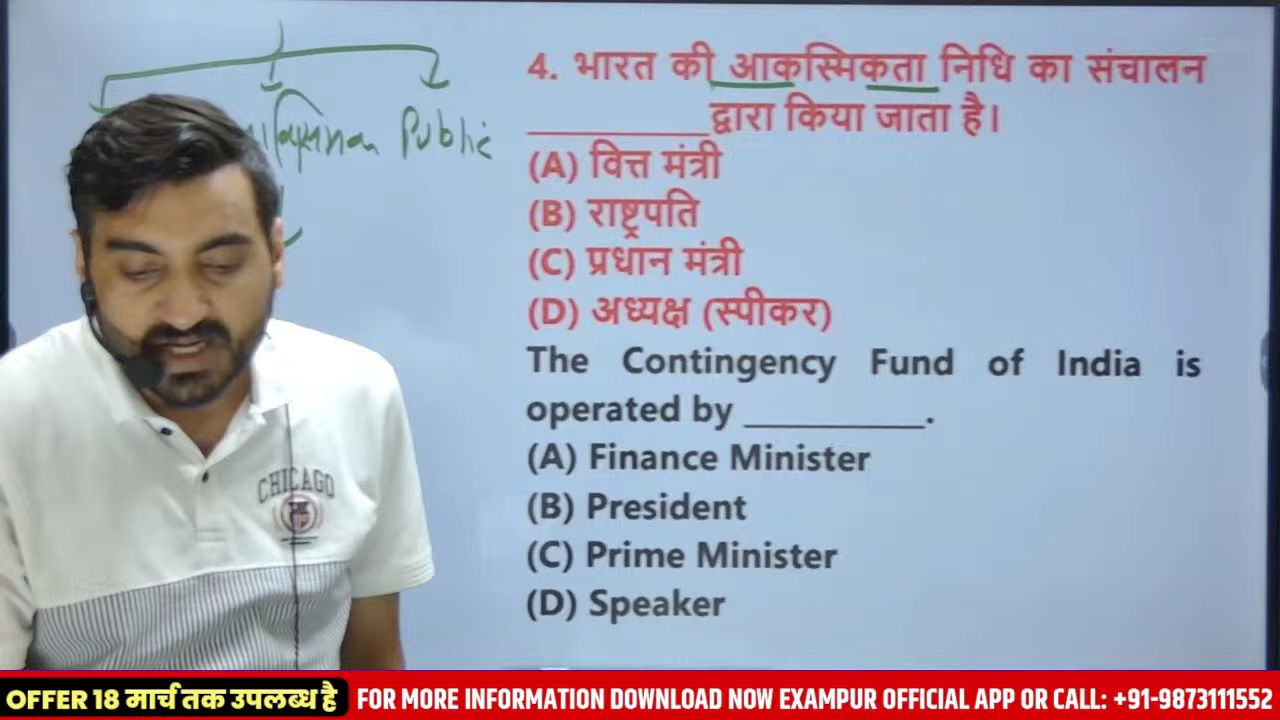 4. भारत की आकस्मिकता निधि का संचालन
_________द्वारा किया जाता है।
(A) वित्त मंत्री
(B) राष्ट्रपति
(C) प्रधान मंत्री
(D) अध्यक्ष (स्पीकर)
The Contingency Fund of India is
operated by _________.
(A) Finance Minister
(B) President
(C) Prime Minister
(D) Speaker
Public
CHICAGO
OFFER 18 मार्च तक उपलब्ध है
FOR MORE INFORMATION DOWNLOAD NOW EXAMPUR OFFICIAL APP OR CALL: +91-9873111552